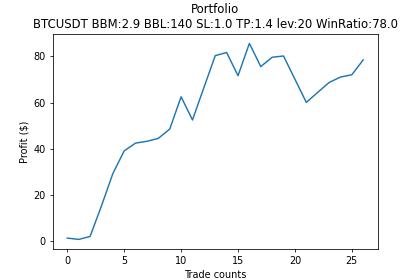 Portfolio
BTCUSDT BBM:2.9 BBL:140 SL:1.0 TP:1.4 lev:20 WinRatio:78.0
80
60
40
20
0
Profit ($)
0 5 10 15 20 25
Trade counts